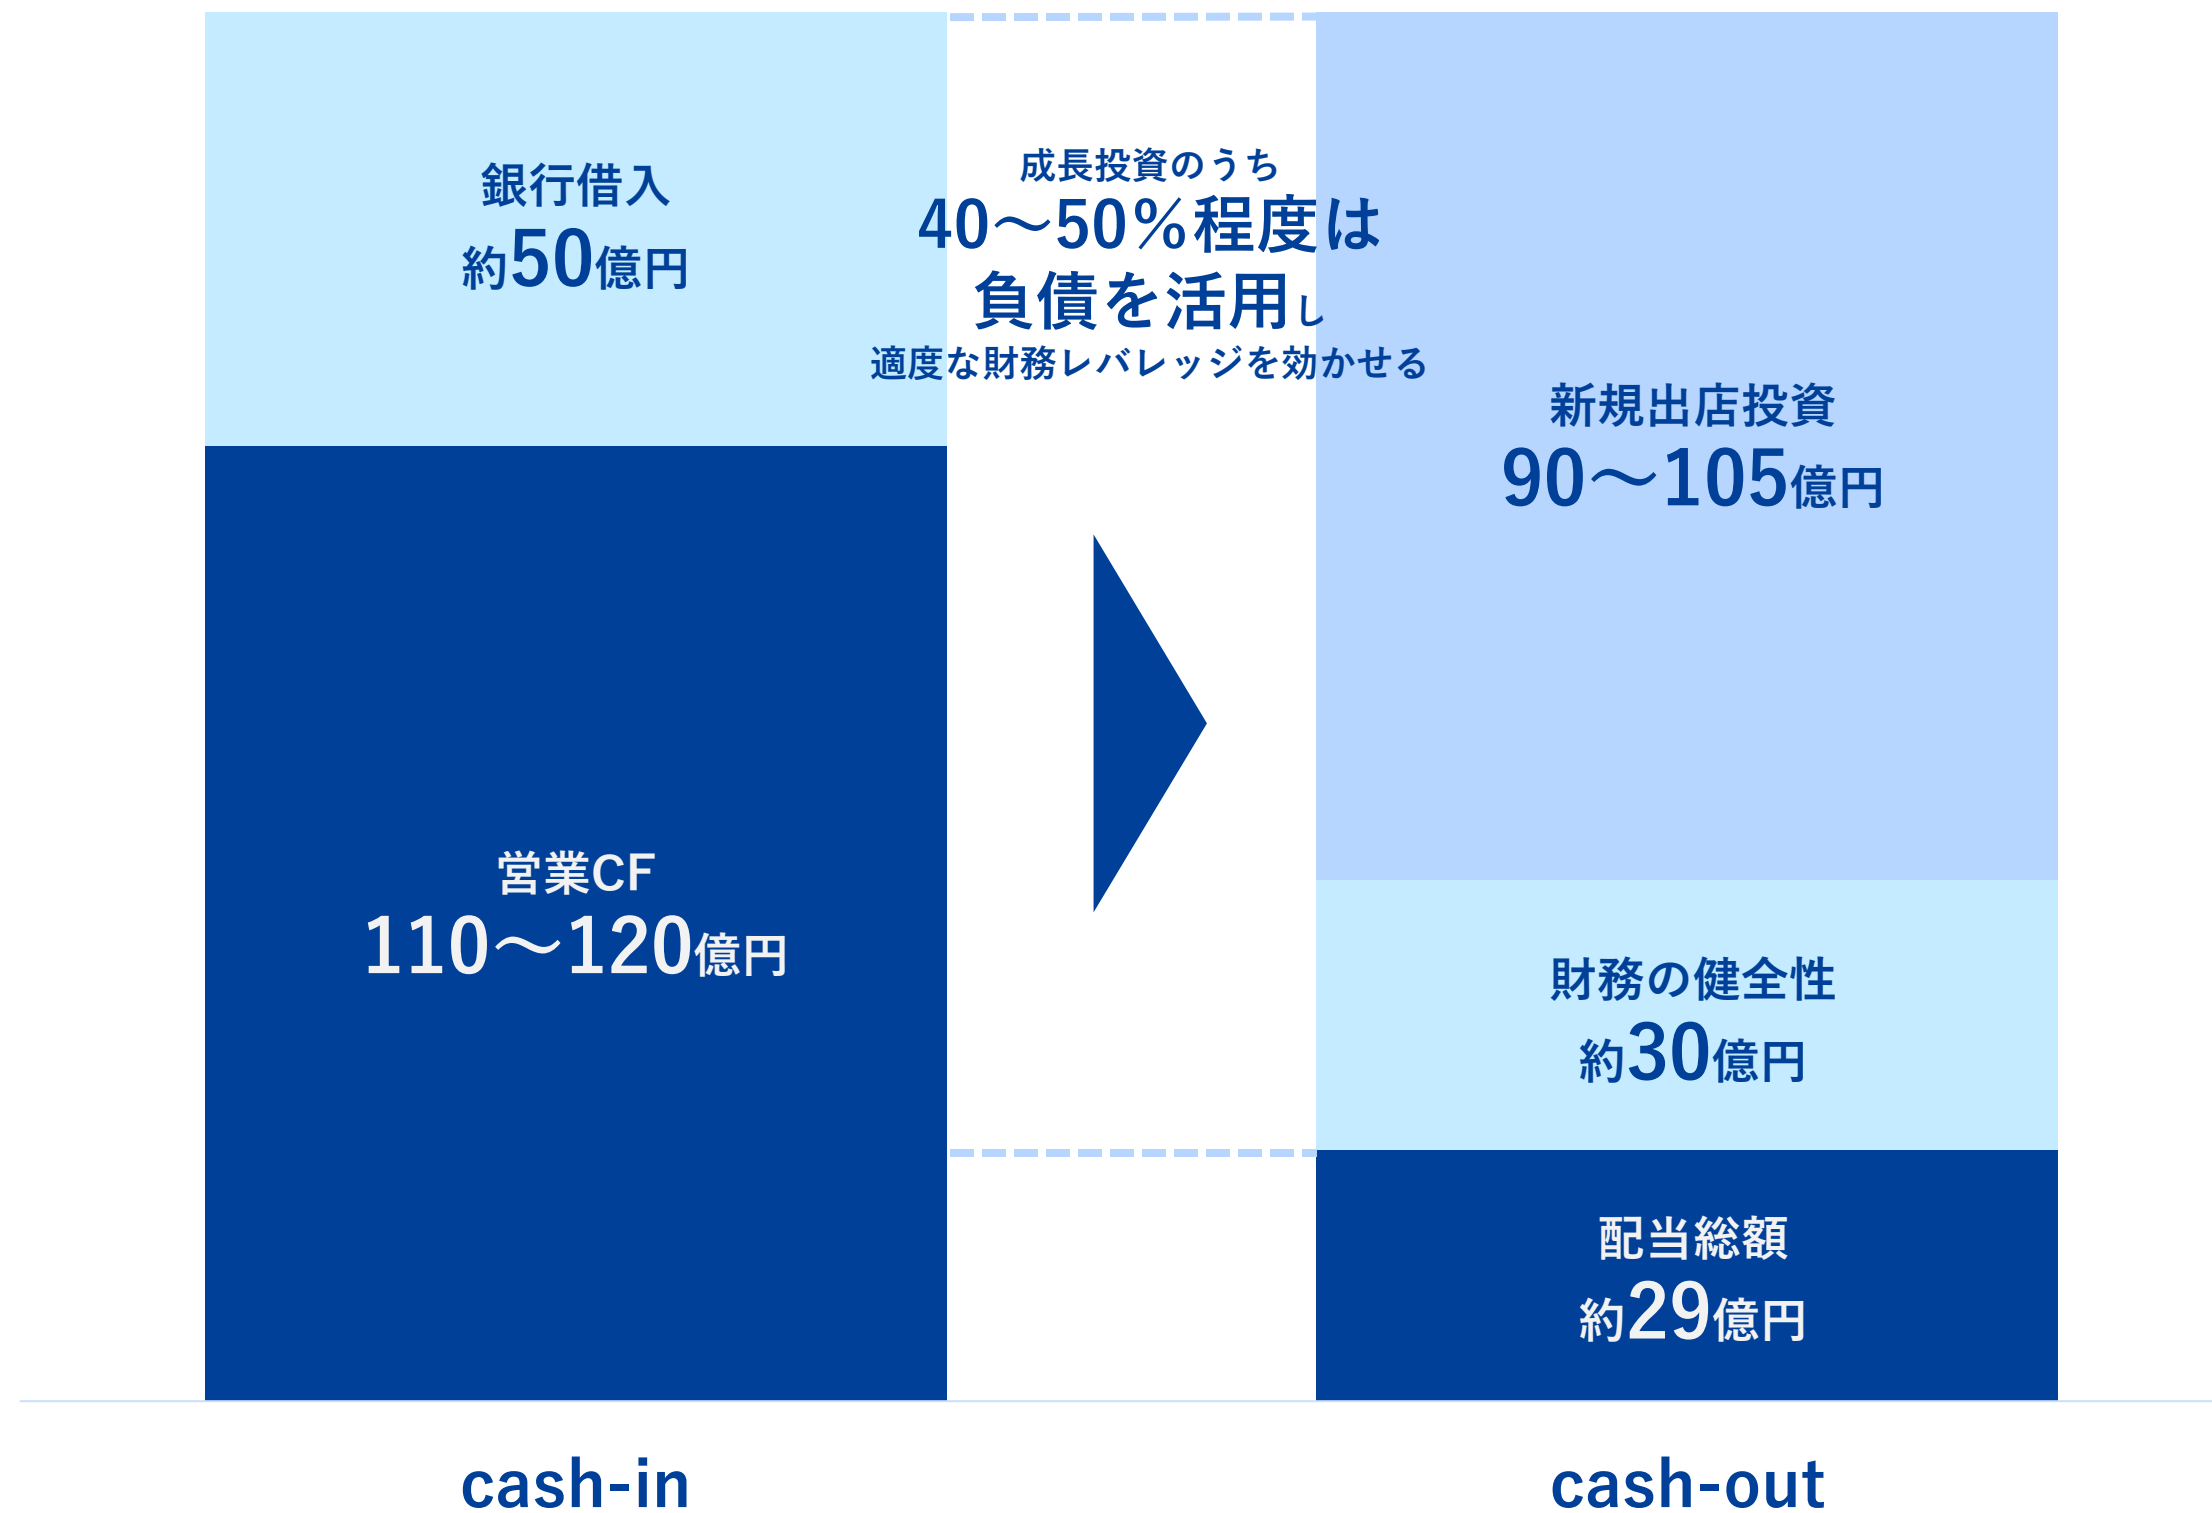 銀行借入
約50億円
営業CF
110～120億円
成長投資のうち
40～50％程度は
負債を活用し
適度な財務レバレッジを効かせる
新規出店投資
90～105億円
財務の健全性
約30億円
配当総額
約29億円
cash-in
cash-out